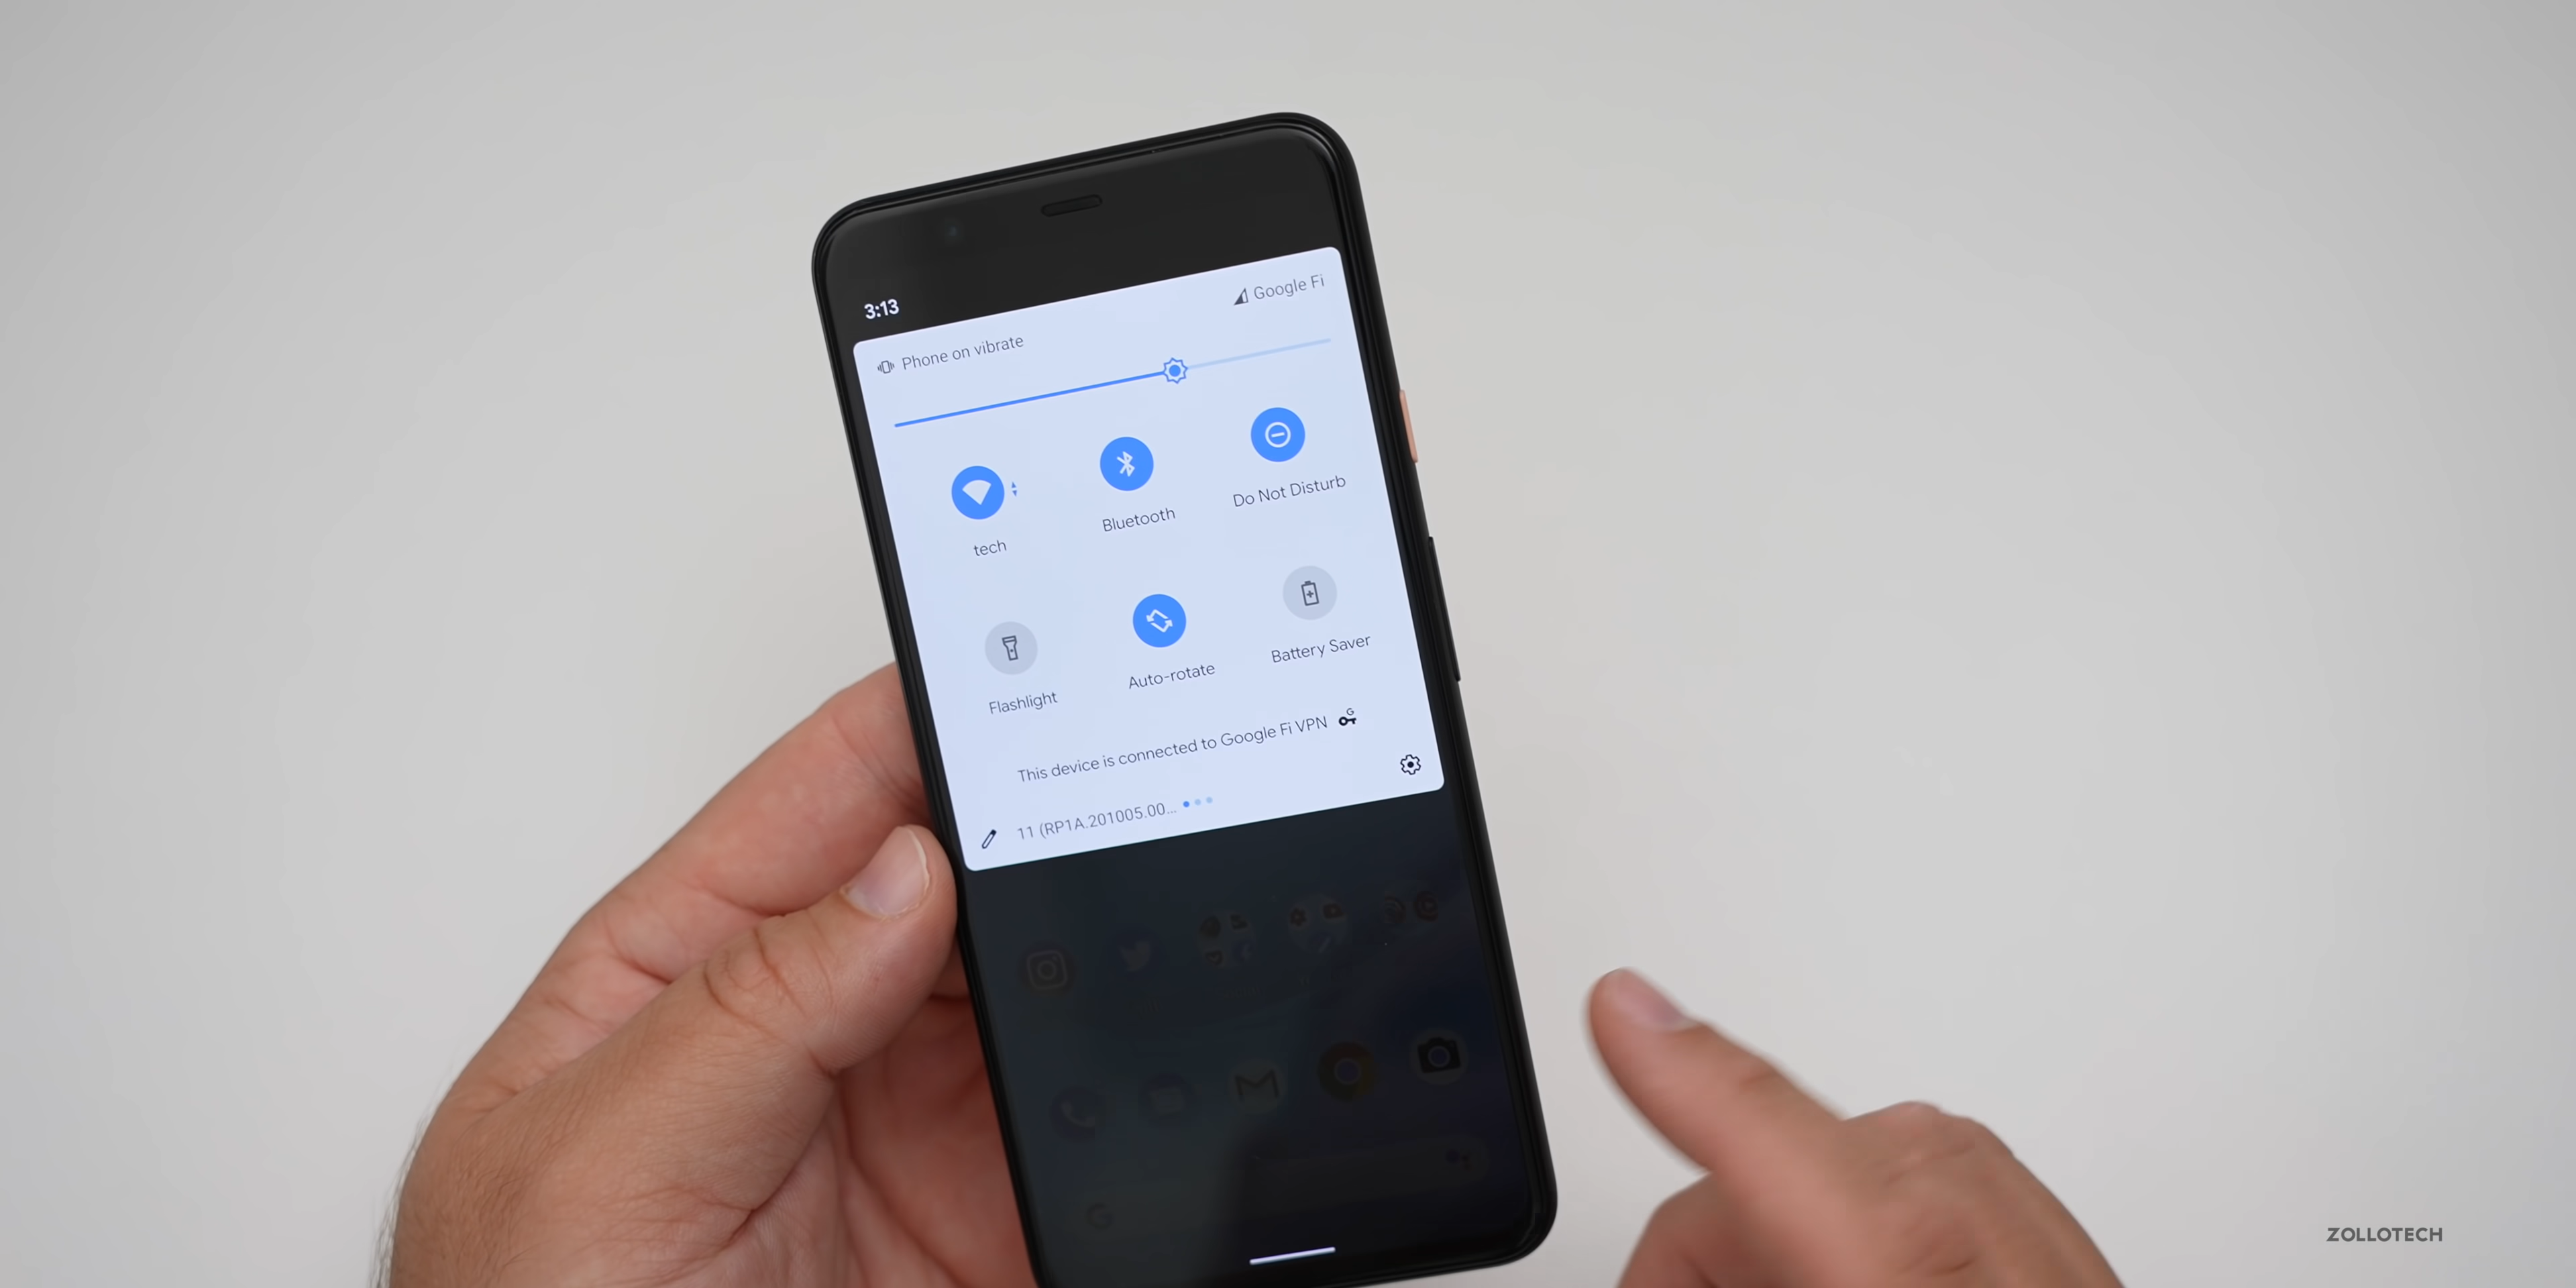 3:13
Google Fi
Phone on vibrate
tech
Bluetooth
Do Not Disturb
Flashlight
Auto-rotate
Battery Saver
This device is connected to Google Fi VPN
G
11 (RP1A.201005.00...
G
ZOLLOTECH